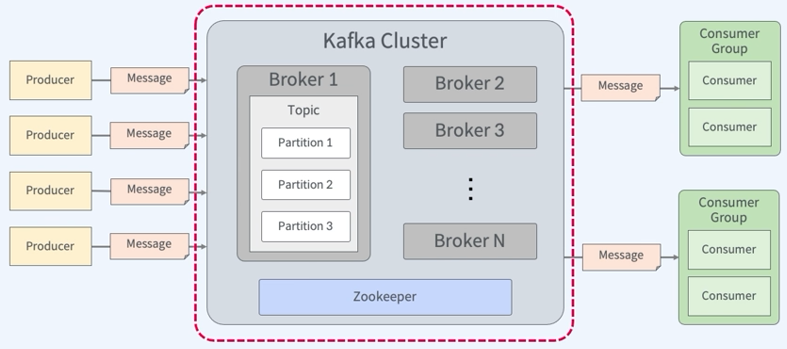 Kafka Cluster
Producer
Message
Producer
Message
Producer
Message
Producer
Message
Broker 1
Topic
Partition 1
Partition 2
Partition 3
Broker 2
Broker 3
Broker N
Zookeeper
Message
Message
Consumer
Group
Consumer
Consumer
Consumer
Group
Consumer
Consumer